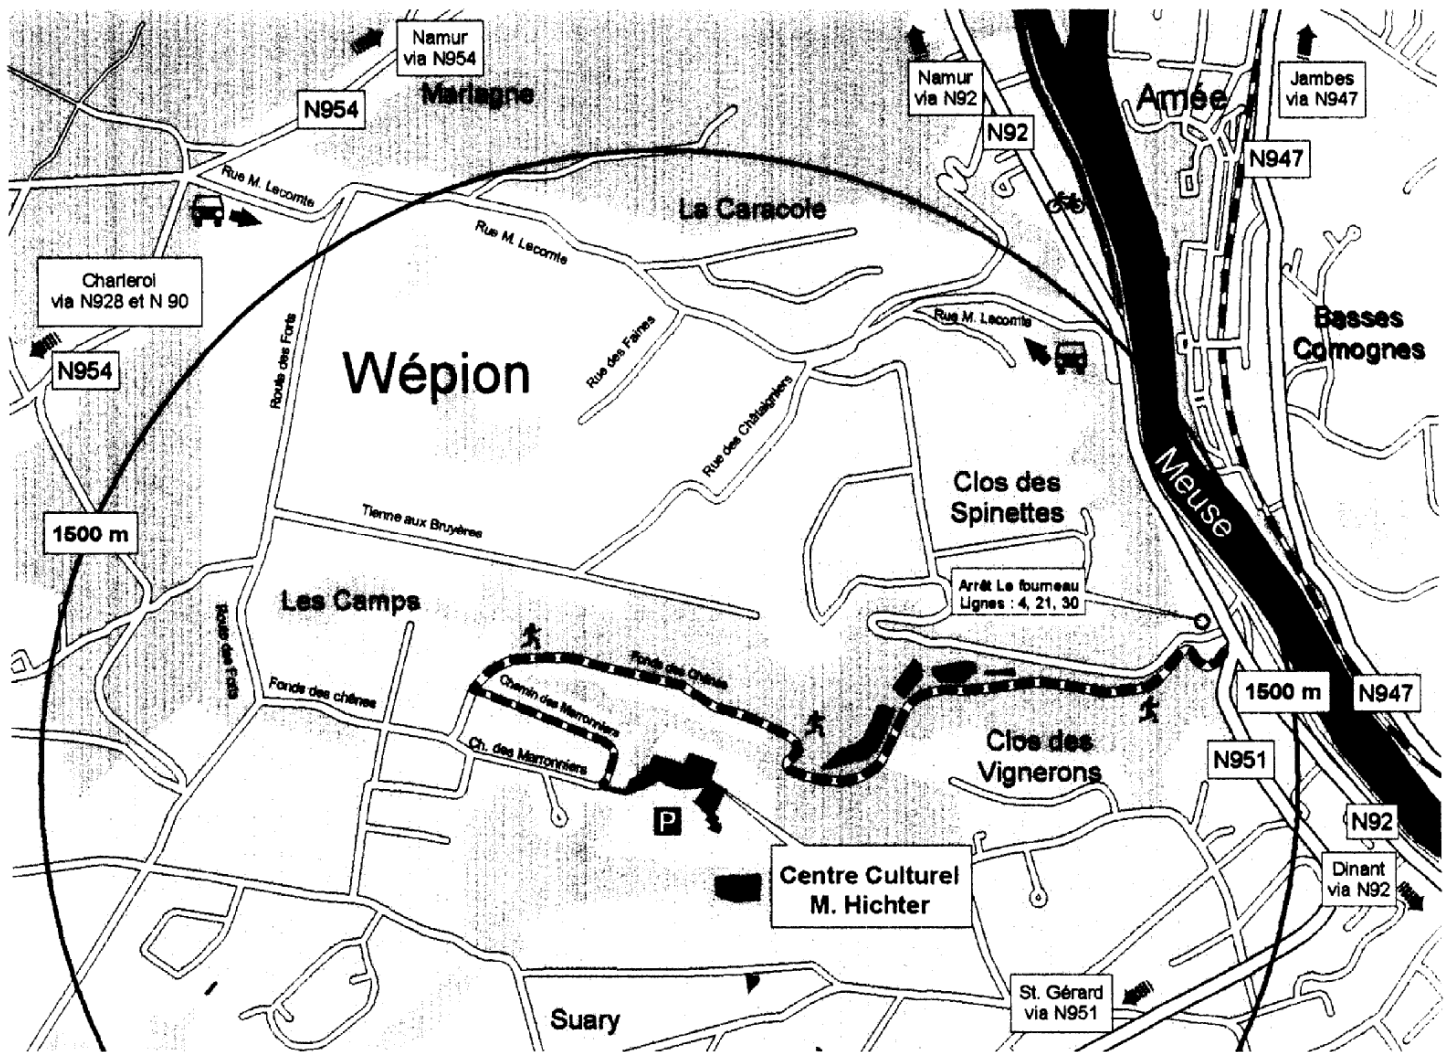 Namur
via N954
Marlagne
N954
Namur
via N92
N92
Amée
Jambes
via N947
N947
Rue M. Lecomte
La Caracole
Rue M. Lecomte
Charleroi
via N928 et N 90
N954
Route des Forts
Wépion
Rue des Faines
Rue M. Lecomte
Basses
Comognes
Rue des Châtaigniers
Meuse
Clos des
Spinettes
1500 m
Tienne aux Bruyères
Arrêt Le fourneau
Lignes : 4, 21, 30
Les Camps
Route des Forts
Fonds des Chênes
Fonds des chênes
Chemin des Marronniers
Ch. des Marronniers
1500 m
N947
Clos des
Vignerons
N951
P
N92
Centre Culturel
M. Hichter
Dinant
via N92
St. Gérard
via N951
Suary